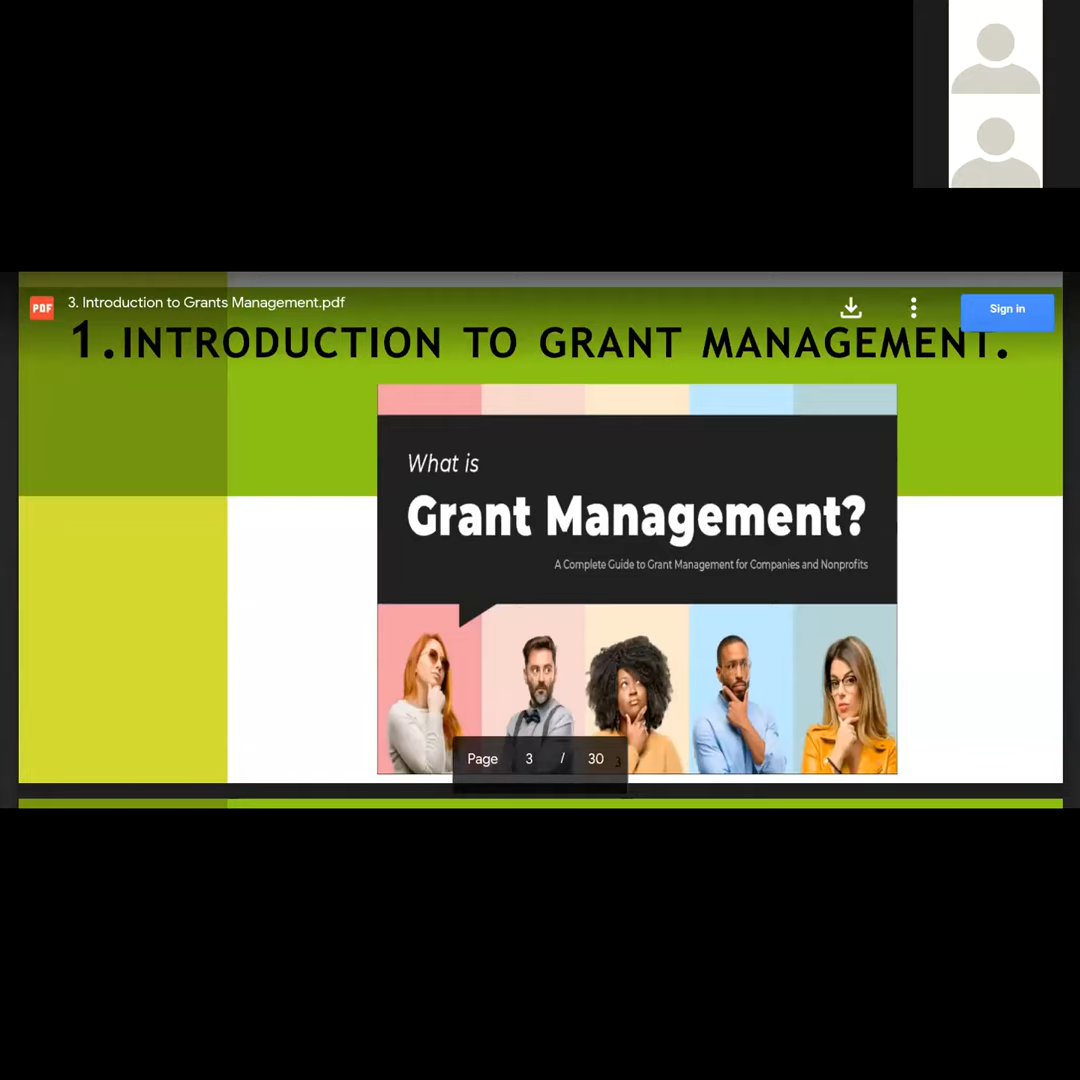 PDF
3. Introduction to Grants Management.pdf
Sign in
1.INTRODUCTION TO GRANT MANAGEMENT.
What is
Grant Management?
A Complete Guide to Grant Management for Companies and Nonprofits
Page 3 / 30
3